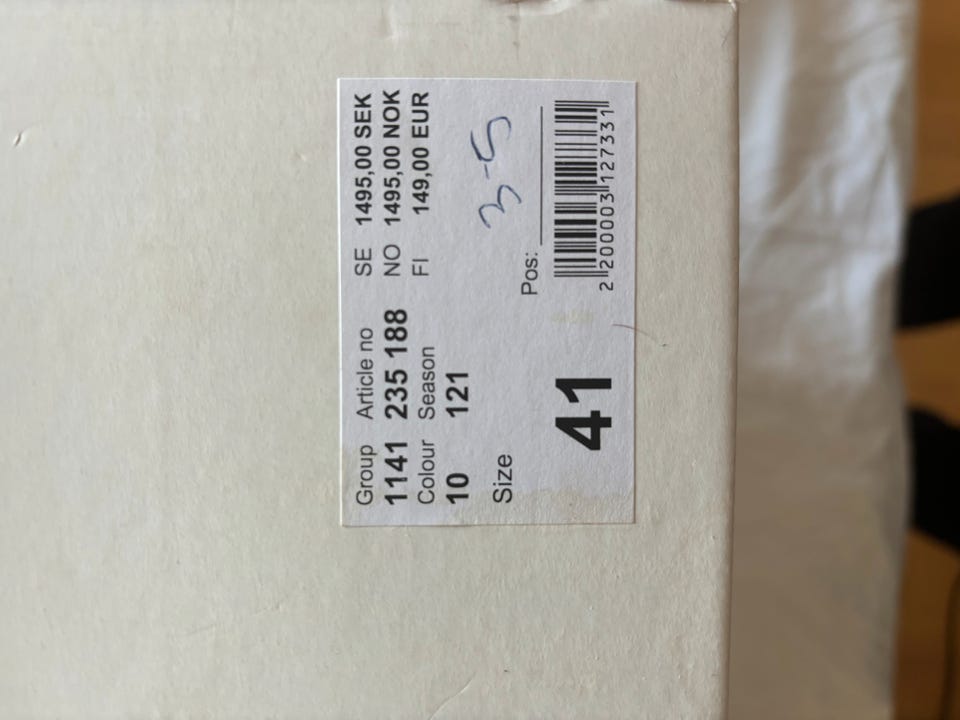 Group Article no SE 1495,00 SEK
1141 235 188 NO 1495,00 NOK
Colour Season FI 149,00 EUR
10 121
3-5
Size
Pos:
41
2 200003 127331